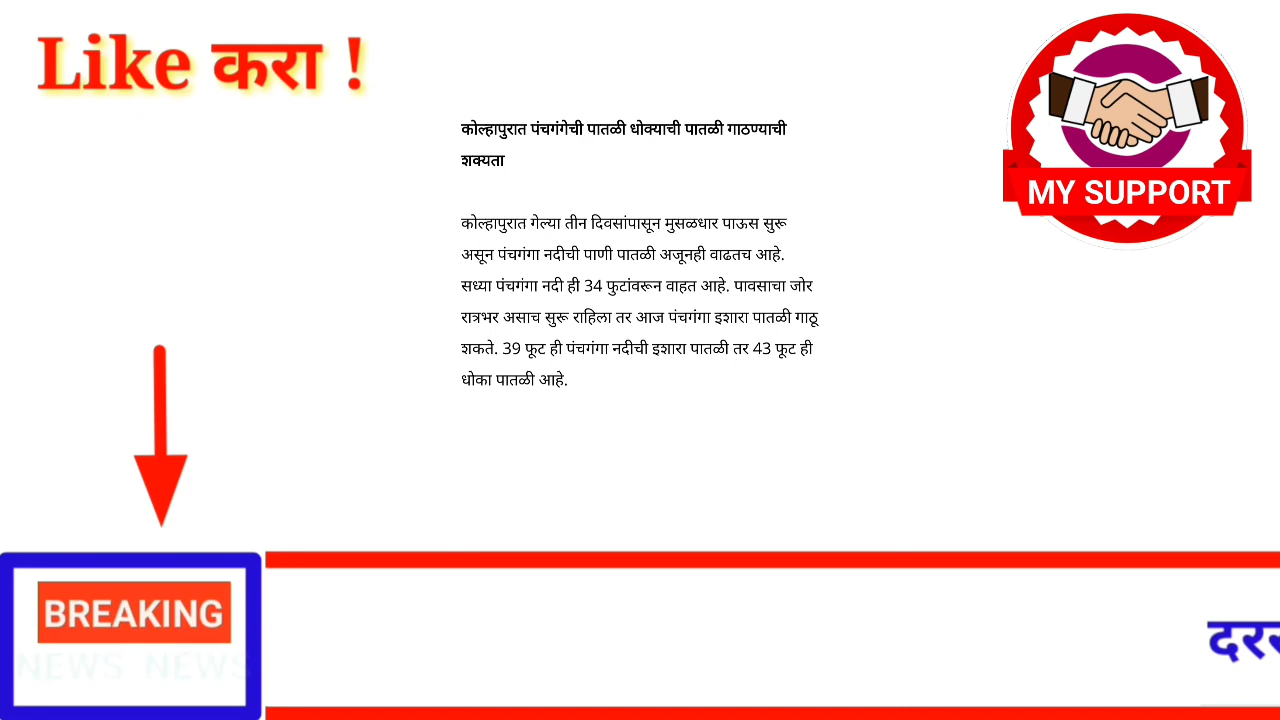 Like करा !
MY SUPPORT
कोल्हापुरात पंचगंगेची पातळी धोक्याची पातळी गाठण्याची
शक्यता
कोल्हापुरात गेल्या तीन दिवसांपासून मुसळधार पाऊस सुरू
असून पंचगंगा नदीची पाणी पातळी अजूनही वाढतच आहे.
सध्या पंचगंगा नदी ही 34 फुटांवरून वाहत आहे. पावसाचा जोर
रात्रभर असाच सुरू राहिला तर आज पंचगंगा इशारा पातळी गाठू
शकते. 39 फूट ही पंचगंगा नदीची इशारा पातळी तर 43 फूट ही
धोका पातळी आहे.
BREAKING
NEWS NEWS